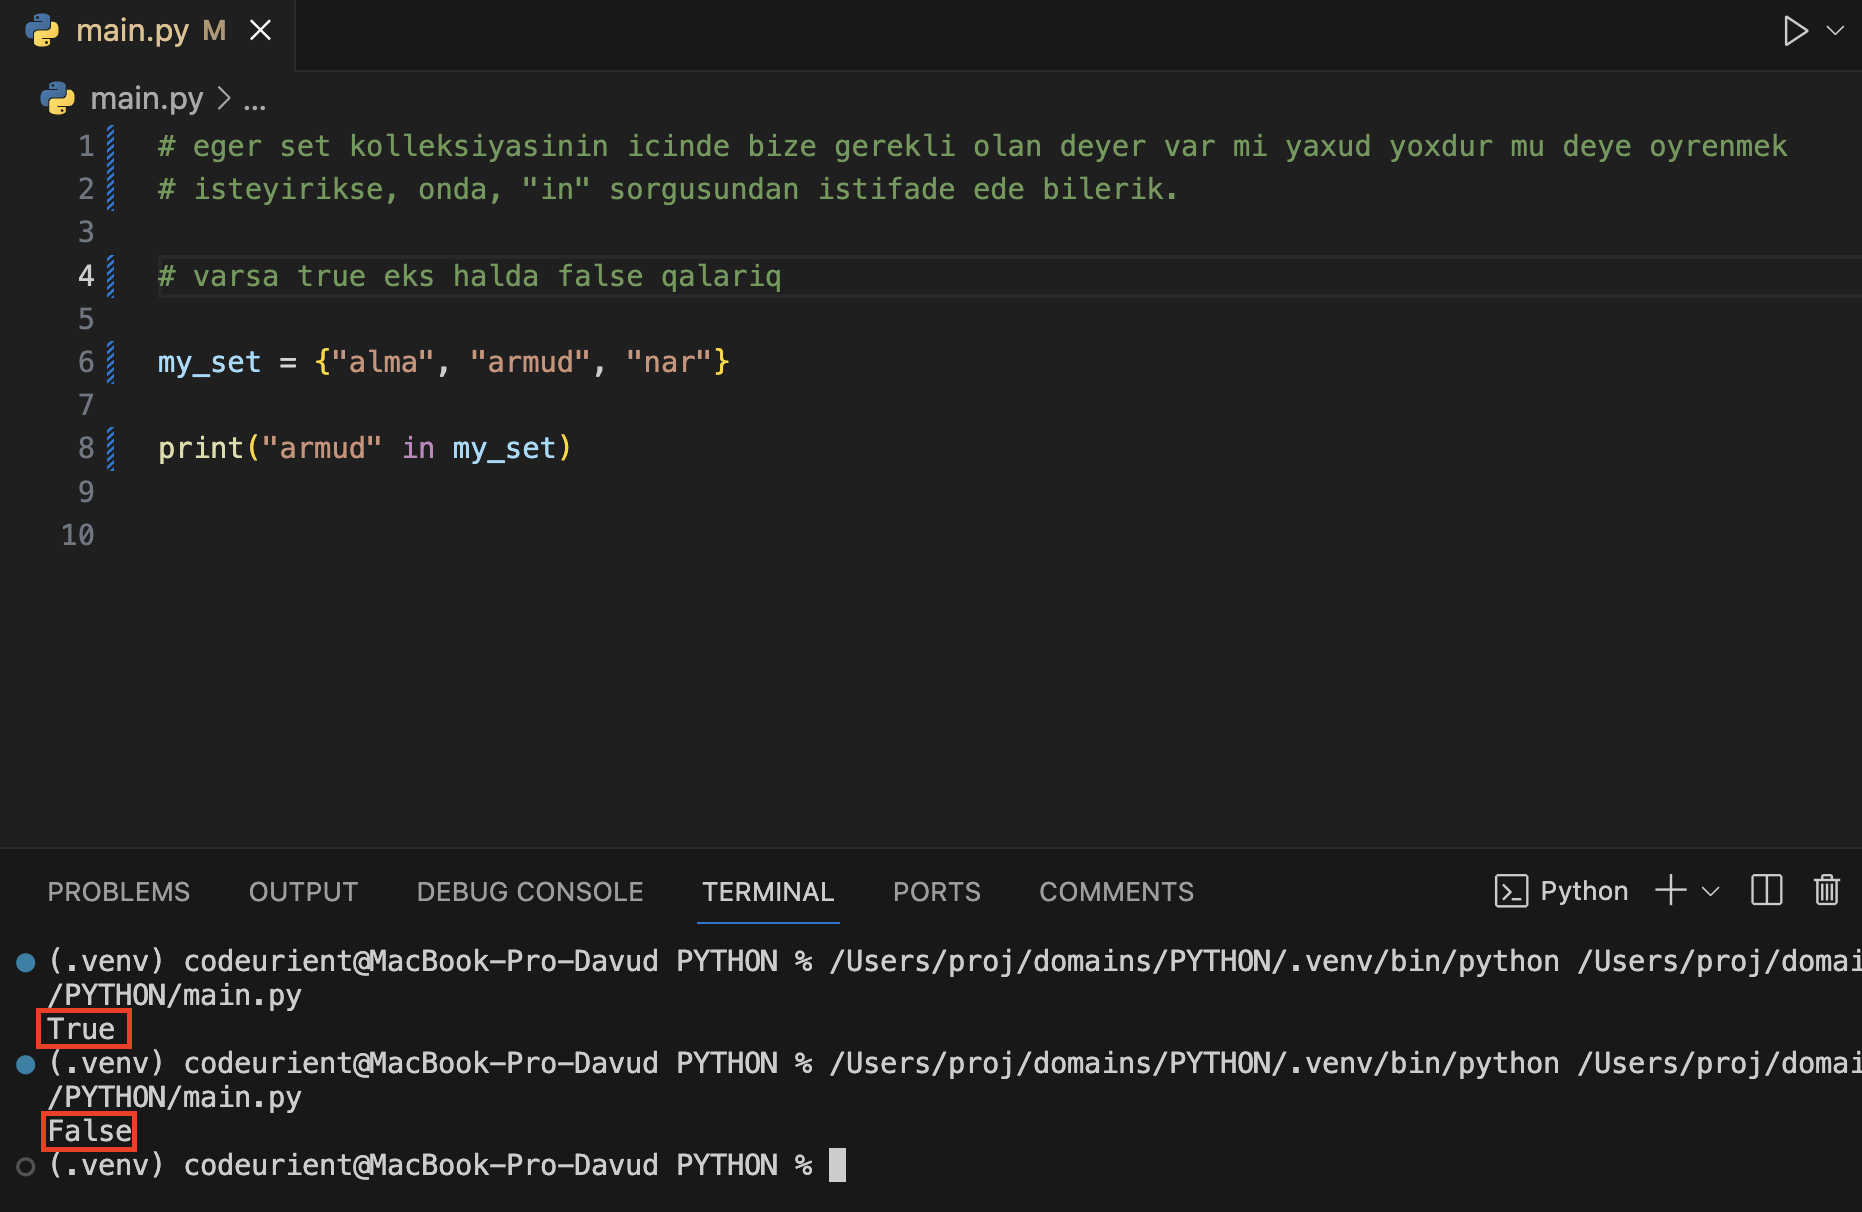 main.py M
main.py > ...
1 # eger set kolleksiyasinin icinde bize gerekli olan deyer var mi yaxud yoxdur mu deye oyrenmek
2 # isteyirikse, onda, "in" sorgusundan istifade ede bilerik.
3
4 # varsa true eks halda false qalariq
5
6 my_set = {"alma", "armud", "nar"}
7
8 print("armud" in my_set)
9
10
PROBLEMS OUTPUT DEBUG CONSOLE TERMINAL PORTS COMMENTS Python
(.venv) codeurient@MacBook-Pro-Davud PYTHON % /Users/proj/domains/PYTHON/.venv/bin/python /Users/proj/domai
/PYTHON/main.py
True
(.venv) codeurient@MacBook-Pro-Davud PYTHON % /Users/proj/domains/PYTHON/.venv/bin/python /Users/proj/domai
/PYTHON/main.py
False
(.venv) codeurient@MacBook-Pro-Davud PYTHON %